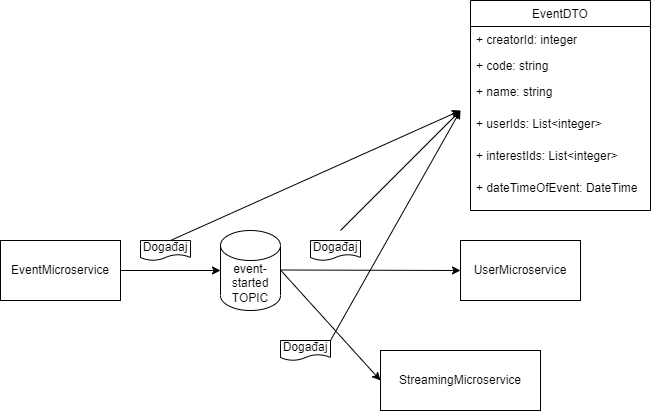 EventDTO
+ creatorId: integer
+ code: string
+ name: string
+ userIds: List<integer>
+ interestIds: List<integer>
+ dateTimeOfEvent: DateTime
Događaj
Događaj
EventMicroservice
event-
started
TOPIC
UserMicroservice
Događaj
StreamingMicroservice